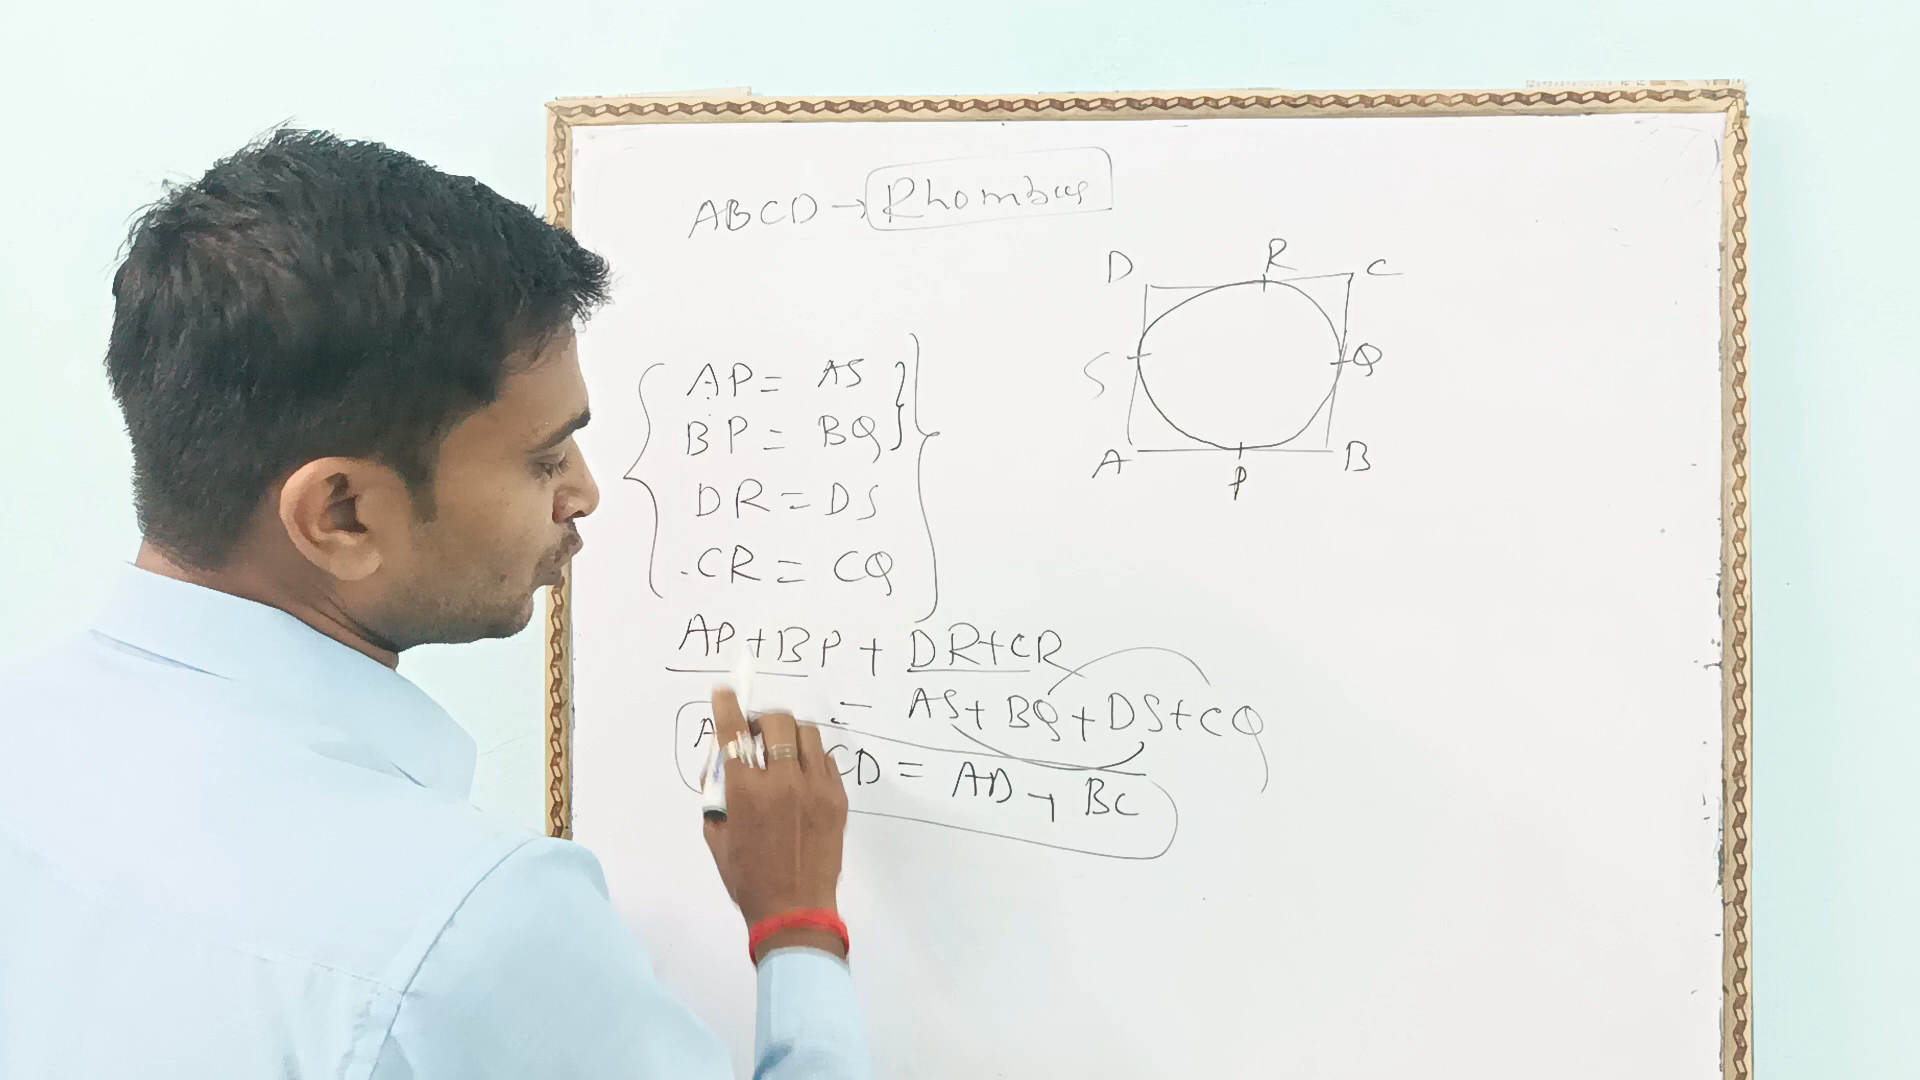 ABCD → Rhombus
D R C
S Q
A P B
AP = AS
BP = BQ
DR = DS
CR = CQ
AP + BP + DR + CR
= AS + BQ + DS + CQ
A CD = AD + BC